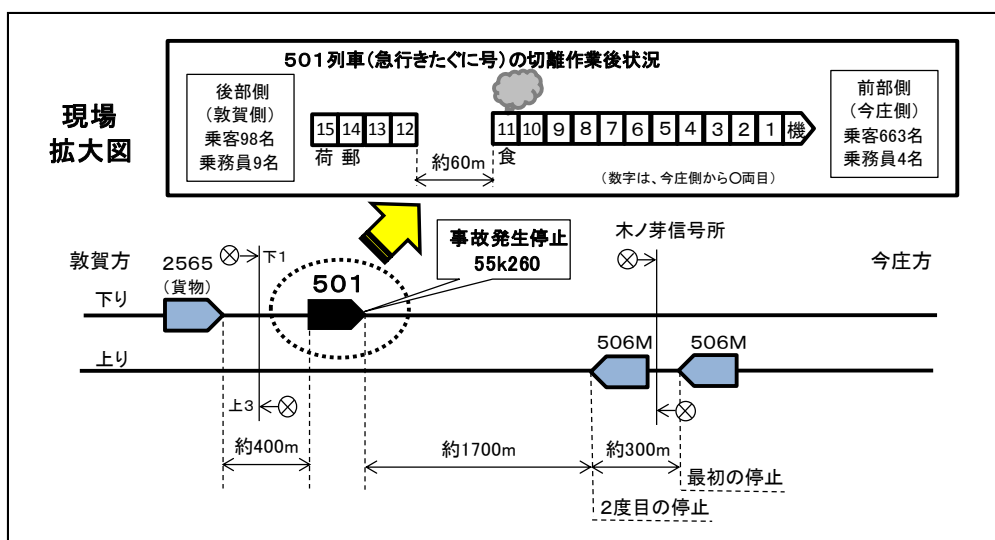 501列車(急行きたぐに号)の切離作業後状況
現場
拡大図
後部側
(敦賀側)
乗客98名
乗務員9名
15 14 13 12
荷 郵
約60m
11 10 9 8 7 6 5 4 3 2 1 機
食
(数字は、今庄側から〇両目)
前部側
(今庄側)
乗客663名
乗務員4名
事故発生停止
55k260
木ノ芽信号所
敦賀方
今庄方
2565
(貨物)
下1
501
下り
上り
506M
506M
上3
約400m
約1700m
約300m
最初の停止
2度目の停止